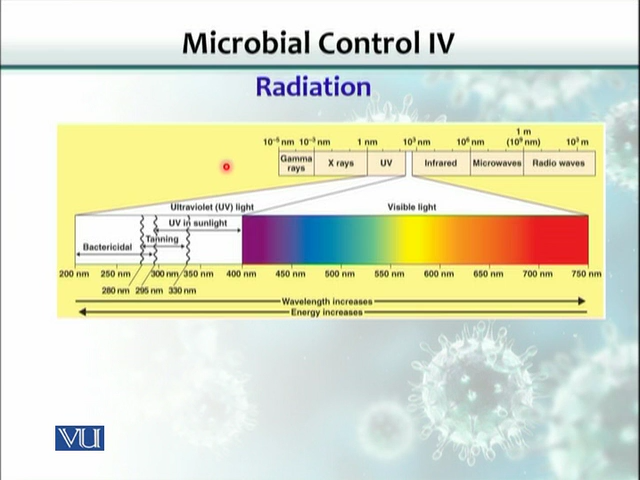 Microbial Control IV
Radiation
1 m
10⁻⁵ nm 10⁻³ nm 1 nm 10³ nm 10⁶ nm (10⁹ nm) 10³ m
Gamma rays X rays UV Infrared Microwaves Radio waves
Ultraviolet (UV) light Visible light
UV in sunlight
Tanning
Bactericidal
200 nm 250 nm 300 nm 350 nm 400 nm 450 nm 500 nm 550 nm 600 nm 650 nm 700 nm 750 nm
280 nm 295 nm 330 nm
Wavelength increases
Energy increases
VU